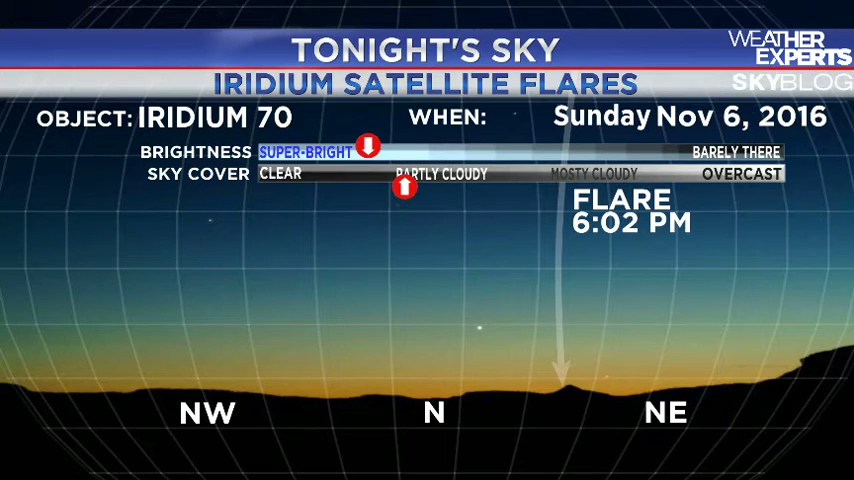 TONIGHT'S SKY
WEATHER
EXPERTS
SKYBLOG
IRIDIUM SATELLITE FLARES
OBJECT: IRIDIUM 70 WHEN: Sunday Nov 6, 2016
BRIGHTNESS SUPER-BRIGHT BARELY THERE
SKY COVER CLEAR PARTLY CLOUDY MOSTY CLOUDY OVERCAST
FLARE
6:02 PM
NW N NE